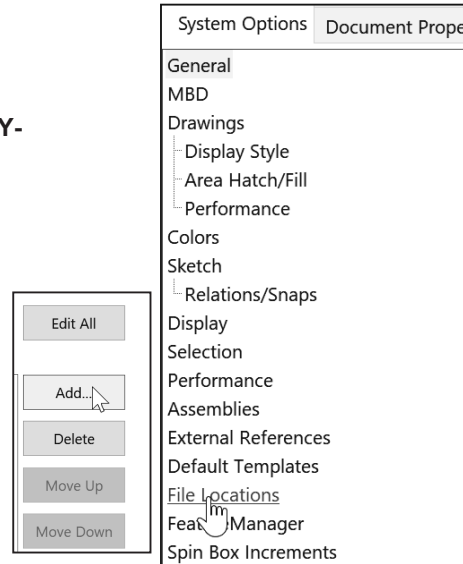 System Options
Document Prope
General
MBD
Y-
Drawings
Display Style
Area Hatch/Fill
Performance
Colors
Sketch
Relations/Snaps
Display
Selection
Performance
Assemblies
External References
Default Templates
File Locations
FeatureManager
Spin Box Increments
Edit All
Add...
Delete
Move Up
Move Down